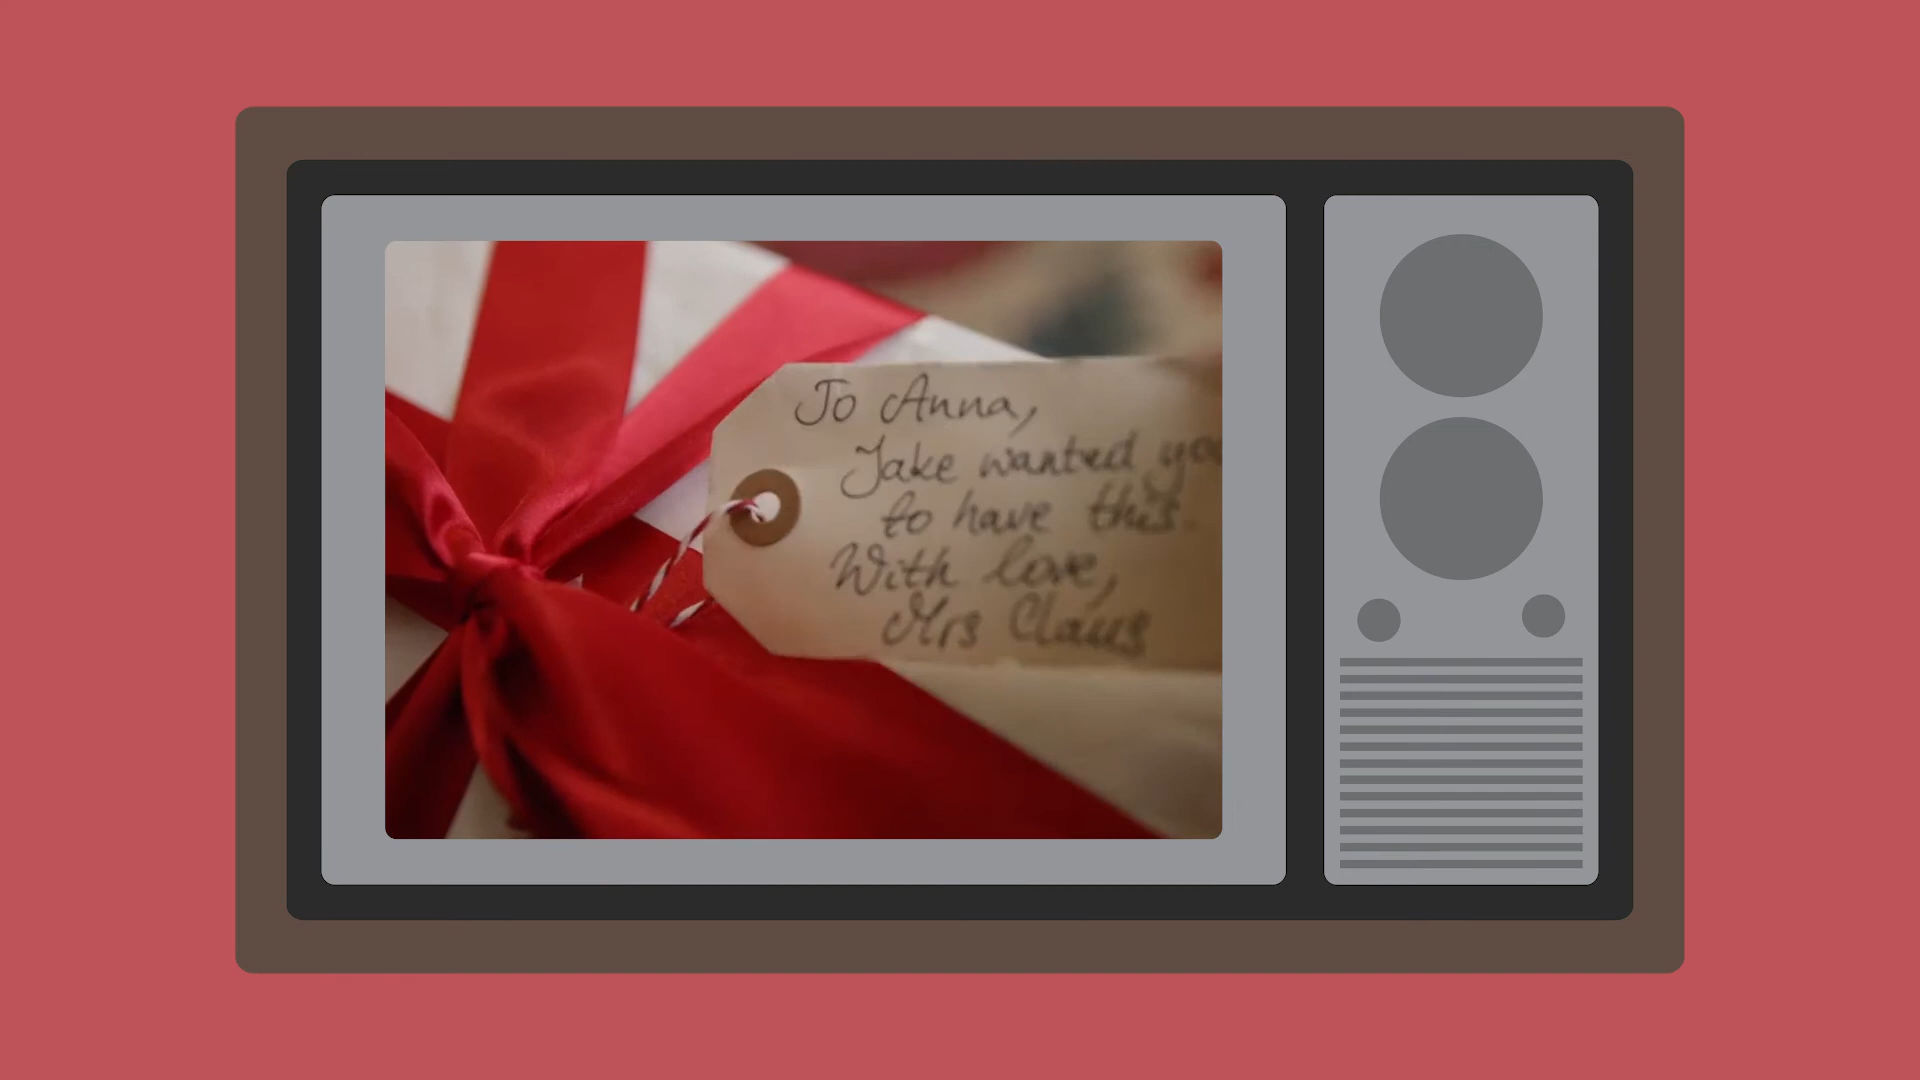 To Anna,
Jake wanted you
to have this.
With love,
Mrs Claus